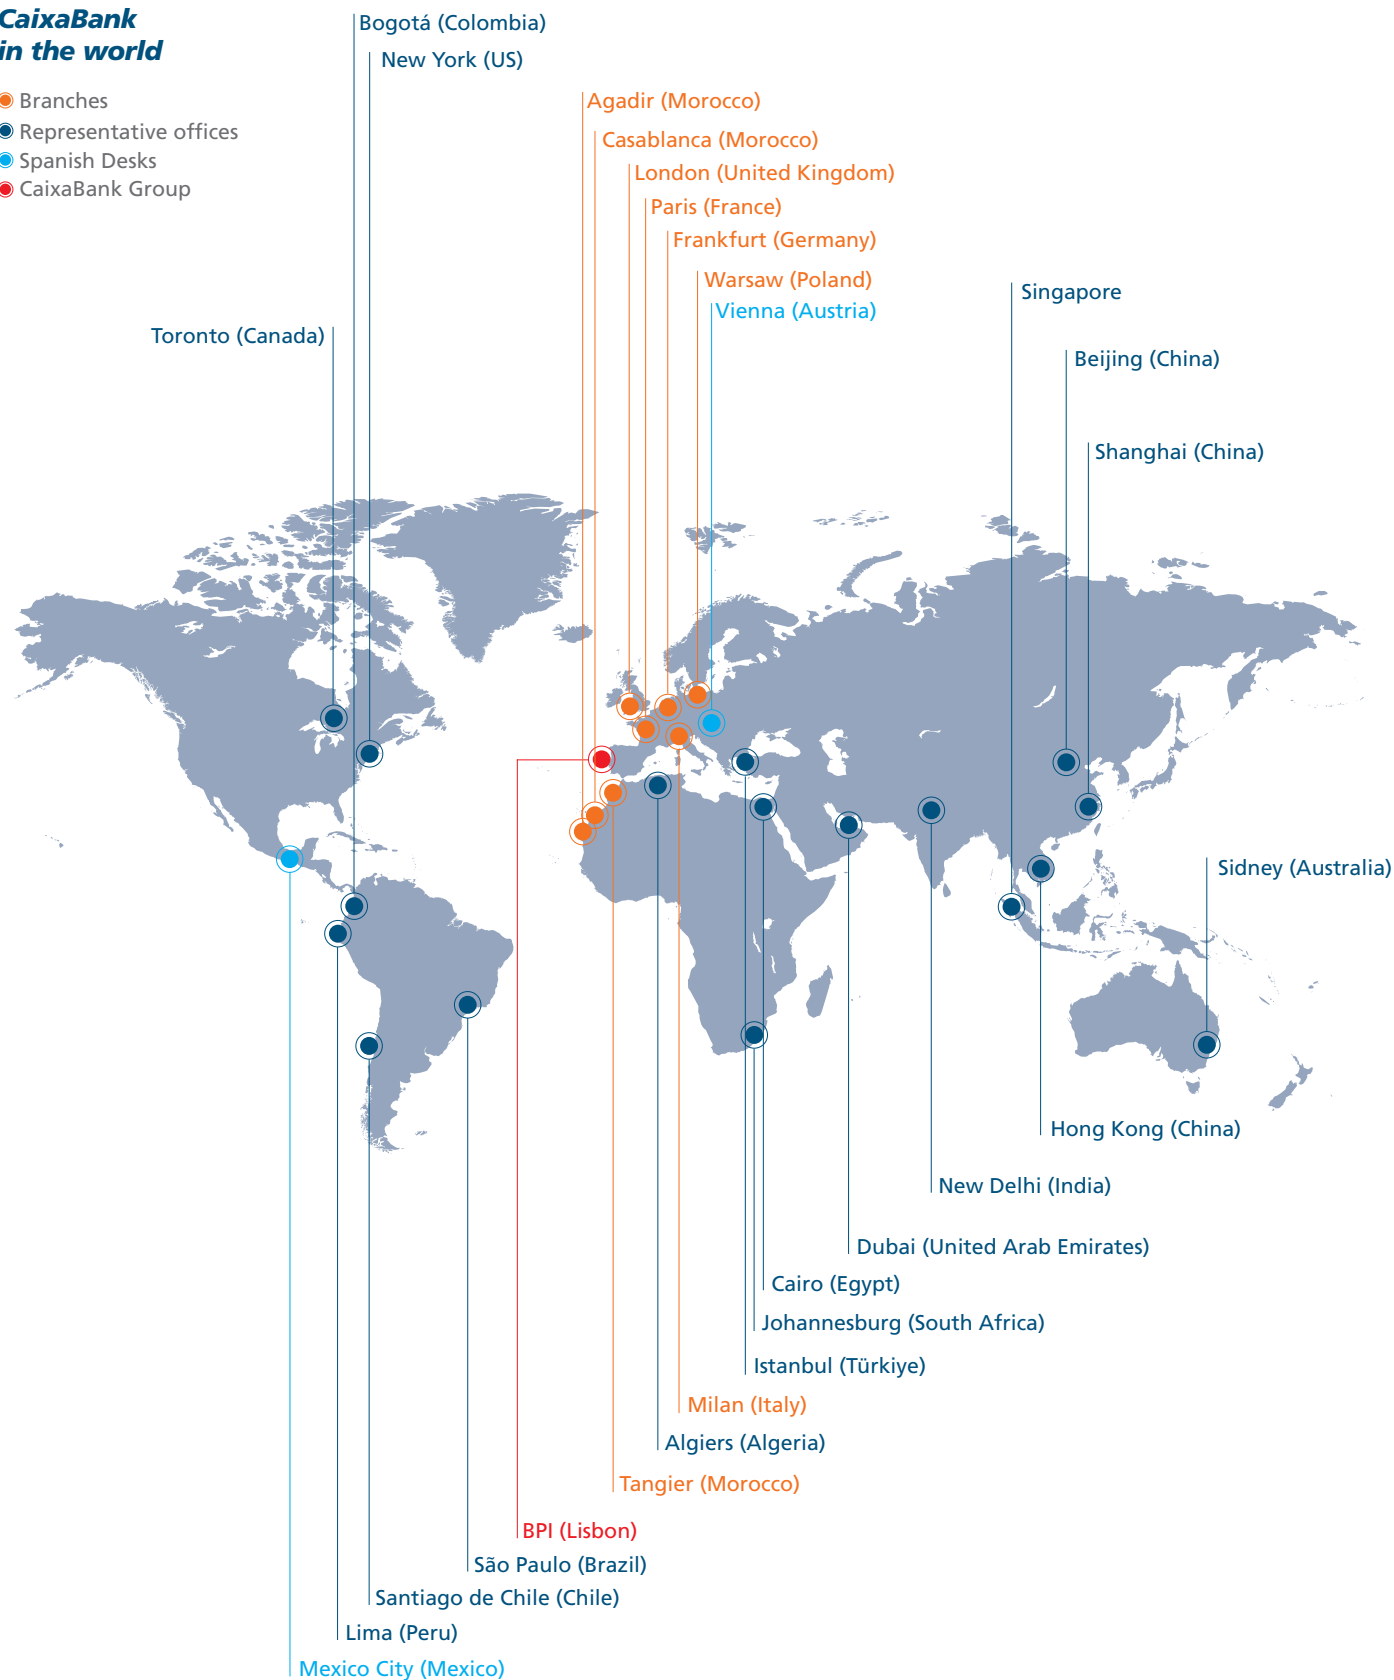 CaixaBank
in the world
Branches
Representative offices
Spanish Desks
CaixaBank Group
Bogotá (Colombia)
New York (US)
Agadir (Morocco)
Casablanca (Morocco)
London (United Kingdom)
Paris (France)
Frankfurt (Germany)
Warsaw (Poland)
Vienna (Austria)
Singapore
Toronto (Canada)
Beijing (China)
Shanghai (China)
Sidney (Australia)
Hong Kong (China)
New Delhi (India)
Dubai (United Arab Emirates)
Cairo (Egypt)
Johannesburg (South Africa)
Istanbul (Türkiye)
Milan (Italy)
Algiers (Algeria)
Tangier (Morocco)
BPI (Lisbon)
São Paulo (Brazil)
Santiago de Chile (Chile)
Lima (Peru)
Mexico City (Mexico)